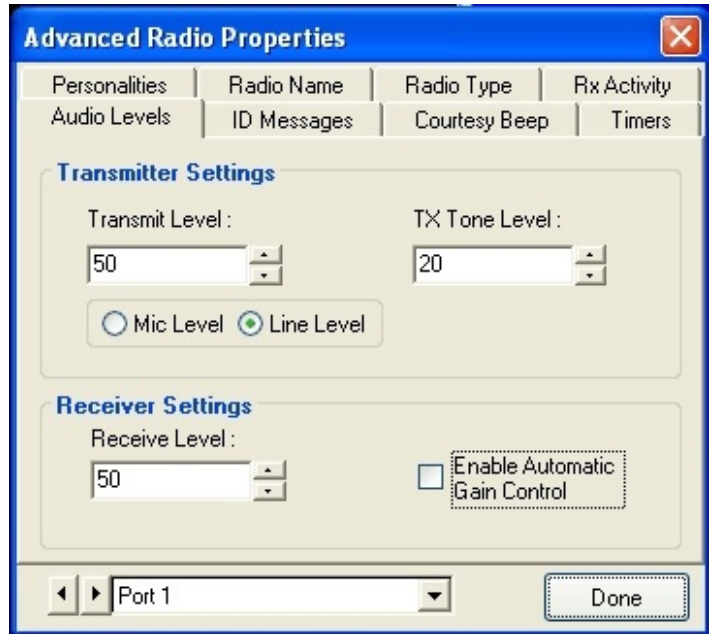 Advanced Radio Properties
Personalities Radio Name Radio Type Rx Activity
Audio Levels ID Messages Courtesy Beep Timers
Transmitter Settings
Transmit Level : TX Tone Level :
50 20
Mic Level Line Level
Receiver Settings
Receive Level :
50 Enable Automatic
Gain Control
Port 1 Done